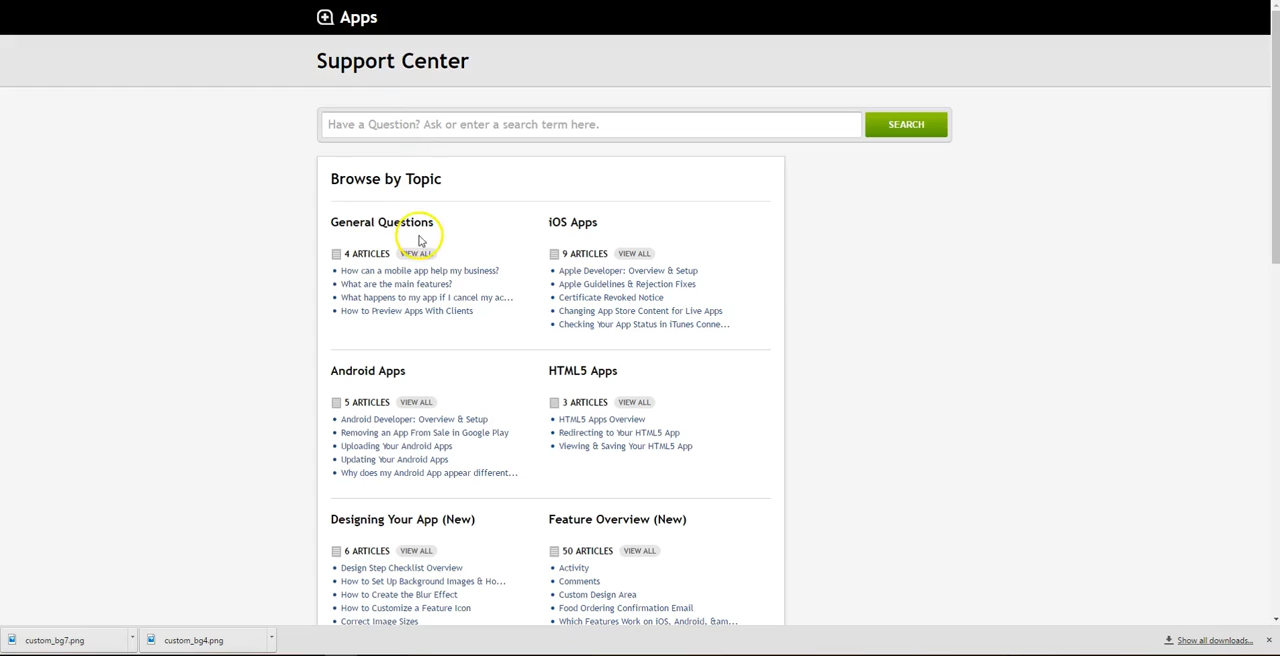 Apps
Support Center
Have a Question? Ask or enter a search term here.
SEARCH
Browse by Topic
General Questions
4 ARTICLES VIEW ALL
How can a mobile app help my business?
What are the main features?
What happens to my app if I cancel my ac...
How to Preview Apps With Clients
iOS Apps
9 ARTICLES VIEW ALL
Apple Developer: Overview & Setup
Apple Guidelines & Rejection Fixes
Certificate Revoked Notice
Changing App Store Content for Live Apps
Checking Your App Status in iTunes Conne...
Android Apps
5 ARTICLES VIEW ALL
Android Developer: Overview & Setup
Removing an App From Sale in Google Play
Uploading Your Android Apps
Updating Your Android Apps
Why does my Android App appear different...
HTML5 Apps
3 ARTICLES VIEW ALL
HTML5 Apps Overview
Redirecting to Your HTML5 App
Viewing & Saving Your HTML5 App
Designing Your App (New)
6 ARTICLES VIEW ALL
Design Step Checklist Overview
How to Set Up Background Images & Ho...
How to Create the Blur Effect
How to Customize a Feature Icon
Correct Image Sizes
Feature Overview (New)
50 ARTICLES VIEW ALL
Activity
Comments
Custom Design Area
Food Ordering Confirmation Email
Which Features Work on iOS, Android, &am...
custom_bg7.png
custom_bg4.png
Show all downloads...